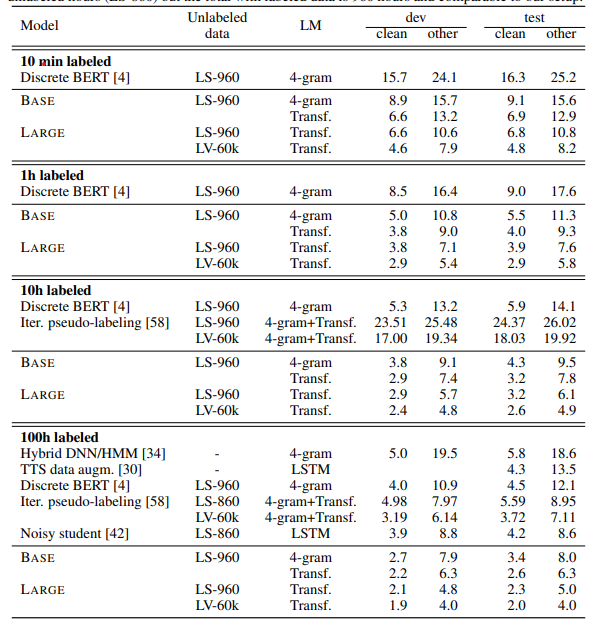 Model Unlabeled data LM dev test
clean other clean other
10 min labeled
Discrete BERT [4] LS-960 4-gram 15.7 24.1 16.3 25.2
BASE LS-960 4-gram 8.9 15.7 9.1 15.6
Transf. 6.6 13.2 6.9 12.9
LARGE LS-960 Transf. 6.6 10.6 6.8 10.8
LV-60k Transf. 4.6 7.9 4.8 8.2
1h labeled
Discrete BERT [4] LS-960 4-gram 8.5 16.4 9.0 17.6
BASE LS-960 4-gram 5.0 10.8 5.5 11.3
Transf. 3.8 9.0 4.0 9.3
LARGE LS-960 Transf. 3.8 7.1 3.9 7.6
LV-60k Transf. 2.9 5.4 2.9 5.8
10h labeled
Discrete BERT [4] LS-960 4-gram 5.3 13.2 5.9 14.1
Iter. pseudo-labeling [58] LS-960 4-gram+Transf. 23.51 25.48 24.37 26.02
LV-60k 4-gram+Transf. 17.00 19.34 18.03 19.92
BASE LS-960 4-gram 3.8 9.1 4.3 9.5
Transf. 2.9 7.4 3.2 7.8
LARGE LS-960 Transf. 2.9 5.7 3.2 6.1
LV-60k Transf. 2.4 4.8 2.6 4.9
100h labeled
Hybrid DNN/HMM [34] - 4-gram 5.0 19.5 5.8 18.6
TTS data augm. [30] - LSTM 4.3 13.5
Discrete BERT [4] LS-960 4-gram 4.0 10.9 4.5 12.1
Iter. pseudo-labeling [58] LS-860 4-gram+Transf. 4.98 7.97 5.59 8.95
LV-60k 4-gram+Transf. 3.19 6.14 3.72 7.11
Noisy student [42] LS-860 LSTM 3.9 8.8 4.2 8.6
BASE LS-960 4-gram 2.7 7.9 3.4 8.0
Transf. 2.2 6.3 2.6 6.3
LARGE LS-960 Transf. 2.1 4.8 2.3 5.0
LV-60k Transf. 1.9 4.0 2.0 4.0